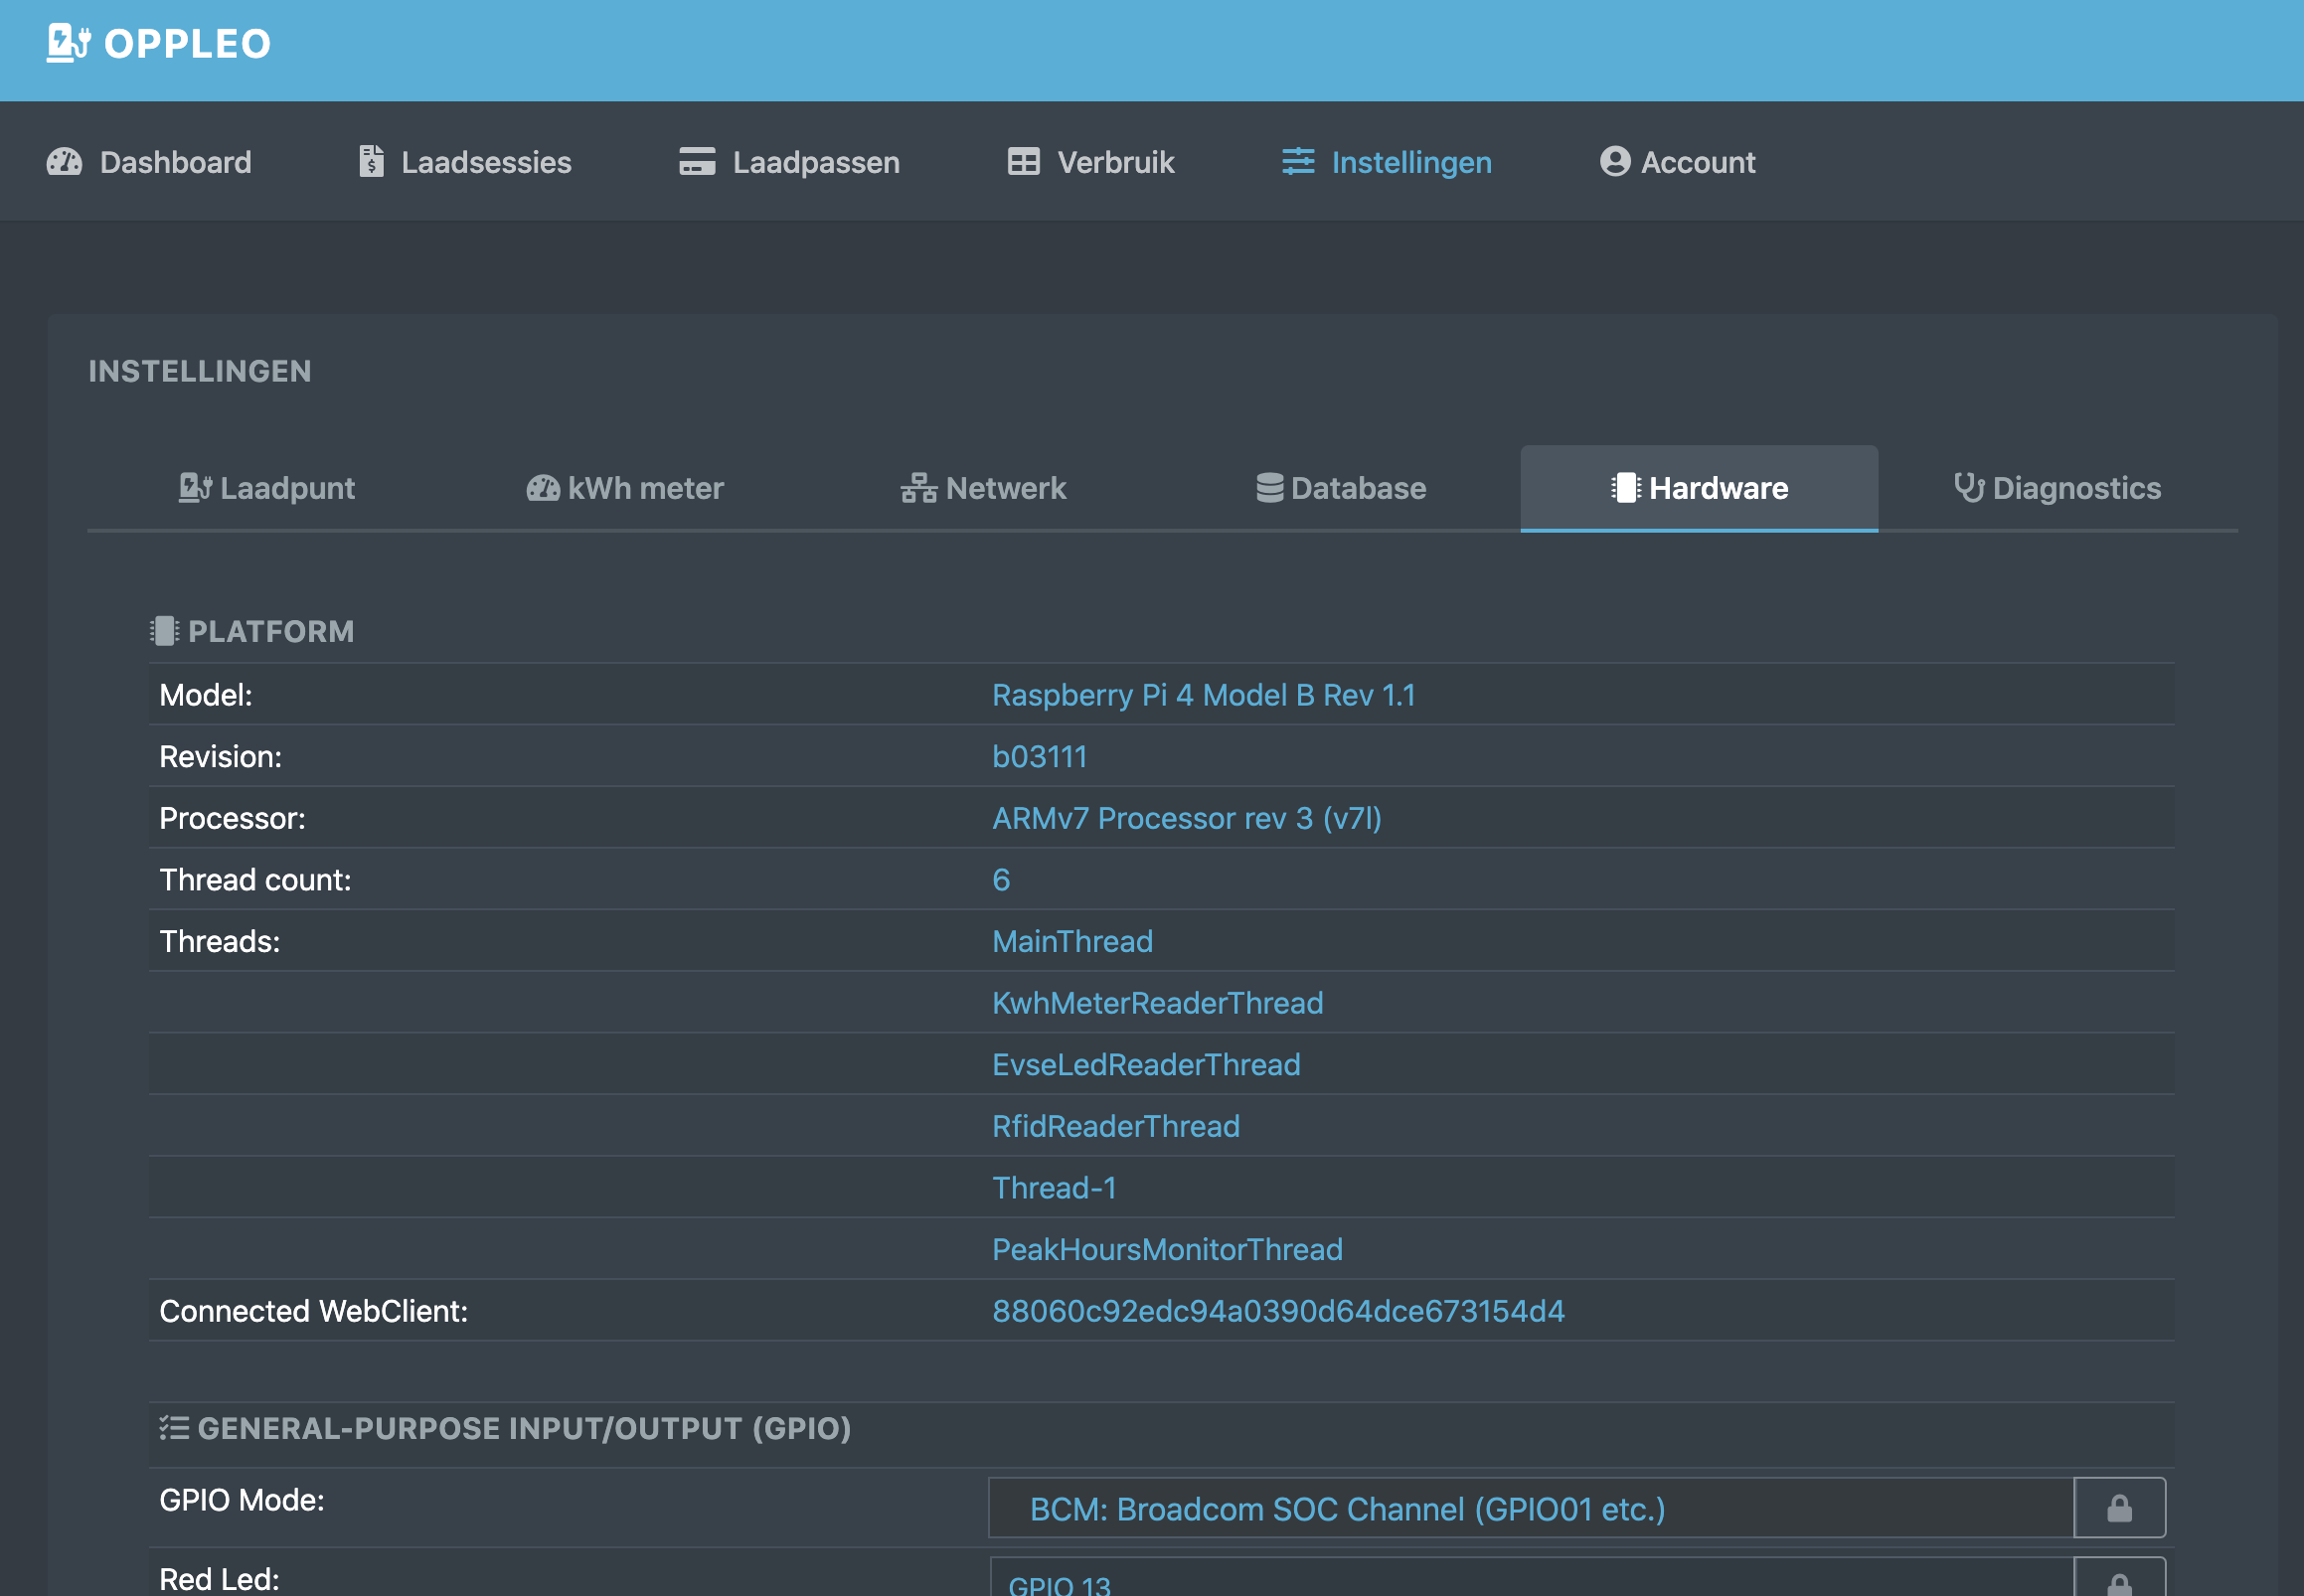 OPPLEO
Dashboard Laadsessies Laadpassen Verbruik Instellingen Account
INSTELLINGEN
Laadpunt kWh meter Netwerk Database Hardware Diagnostics
PLATFORM
Model: Raspberry Pi 4 Model B Rev 1.1
Revision: b03111
Processor: ARMv7 Processor rev 3 (v7l)
Thread count: 6
Threads: MainThread
KwhMeterReaderThread
EvseLedReaderThread
RfidReaderThread
Thread-1
PeakHoursMonitorThread
Connected WebClient: 88060c92edc94a0390d64dce673154d4
GENERAL-PURPOSE INPUT/OUTPUT (GPIO)
GPIO Mode: BCM: Broadcom SOC Channel (GPIO01 etc.)
Red Led: GPIO 13